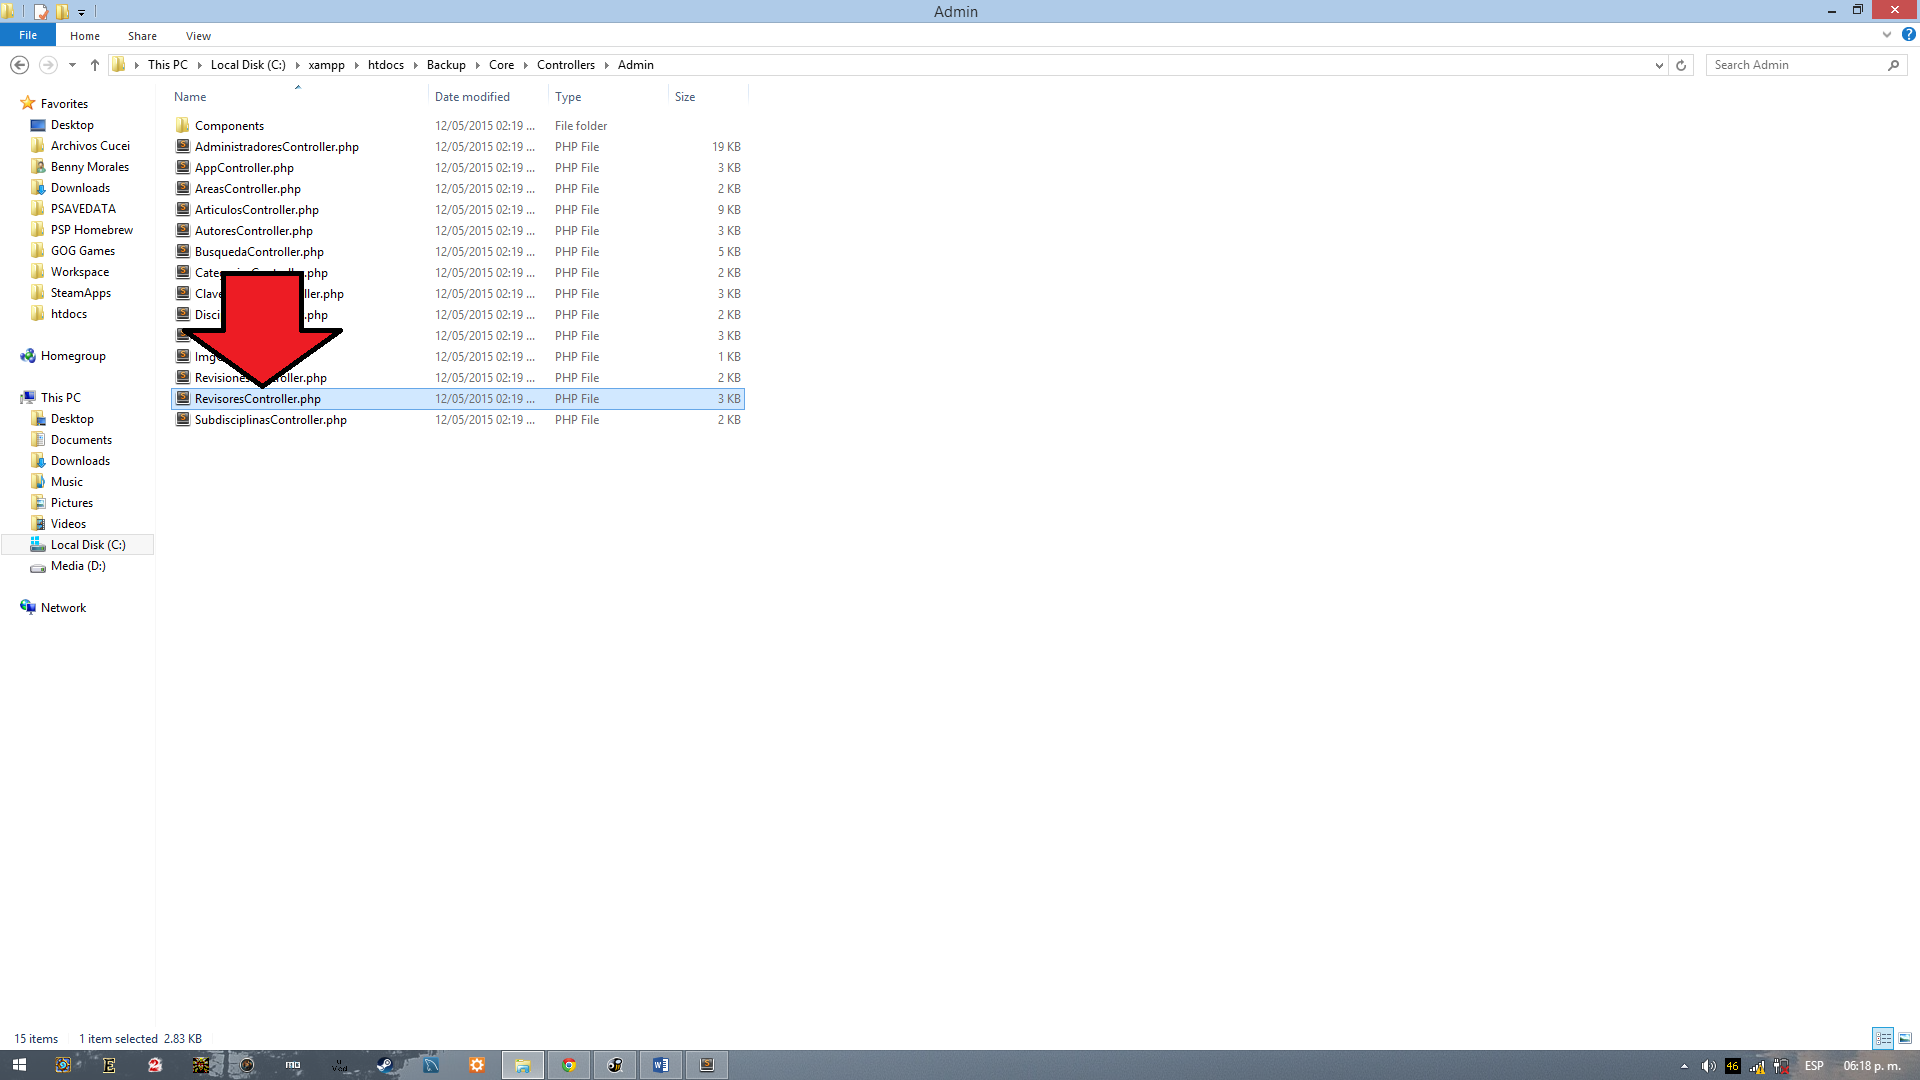 Admin
File Home Share View
This PC Local Disk (C:) xampp htdocs Backup Core Controllers Admin
Search Admin
Name Date modified Type Size
Components 12/05/2015 02:19 ... File folder
AdministradoresController.php 12/05/2015 02:19 ... PHP File 19 KB
AppController.php 12/05/2015 02:19 ... PHP File 3 KB
AreasController.php 12/05/2015 02:19 ... PHP File 2 KB
ArticulosController.php 12/05/2015 02:19 ... PHP File 9 KB
AutoresController.php 12/05/2015 02:19 ... PHP File 3 KB
BusquedaController.php 12/05/2015 02:19 ... PHP File 5 KB
.php 12/05/2015 02:19 ... PHP File 2 KB
Clave ller.php 12/05/2015 02:19 ... PHP File 3 KB
Disci .php 12/05/2015 02:19 ... PHP File 2 KB
12/05/2015 02:19 ... PHP File 3 KB
Img 12/05/2015 02:19 ... PHP File 1 KB
Revisiones oller.php 12/05/2015 02:19 ... PHP File 2 KB
RevisoresController.php 12/05/2015 02:19 ... PHP File 3 KB
SubdisciplinasController.php 12/05/2015 02:19 ... PHP File 2 KB
Favorites
Desktop
Archivos Cucei
Benny Morales
Downloads
PSAVEDATA
PSP Homebrew
GOG Games
Workspace
SteamApps
htdocs
Homegroup
This PC
Desktop
Documents
Downloads
Music
Pictures
Videos
Local Disk (C:)
Media (D:)
Network
15 items 1 item selected 2.83 KB
46 ESP 06:18 p. m.